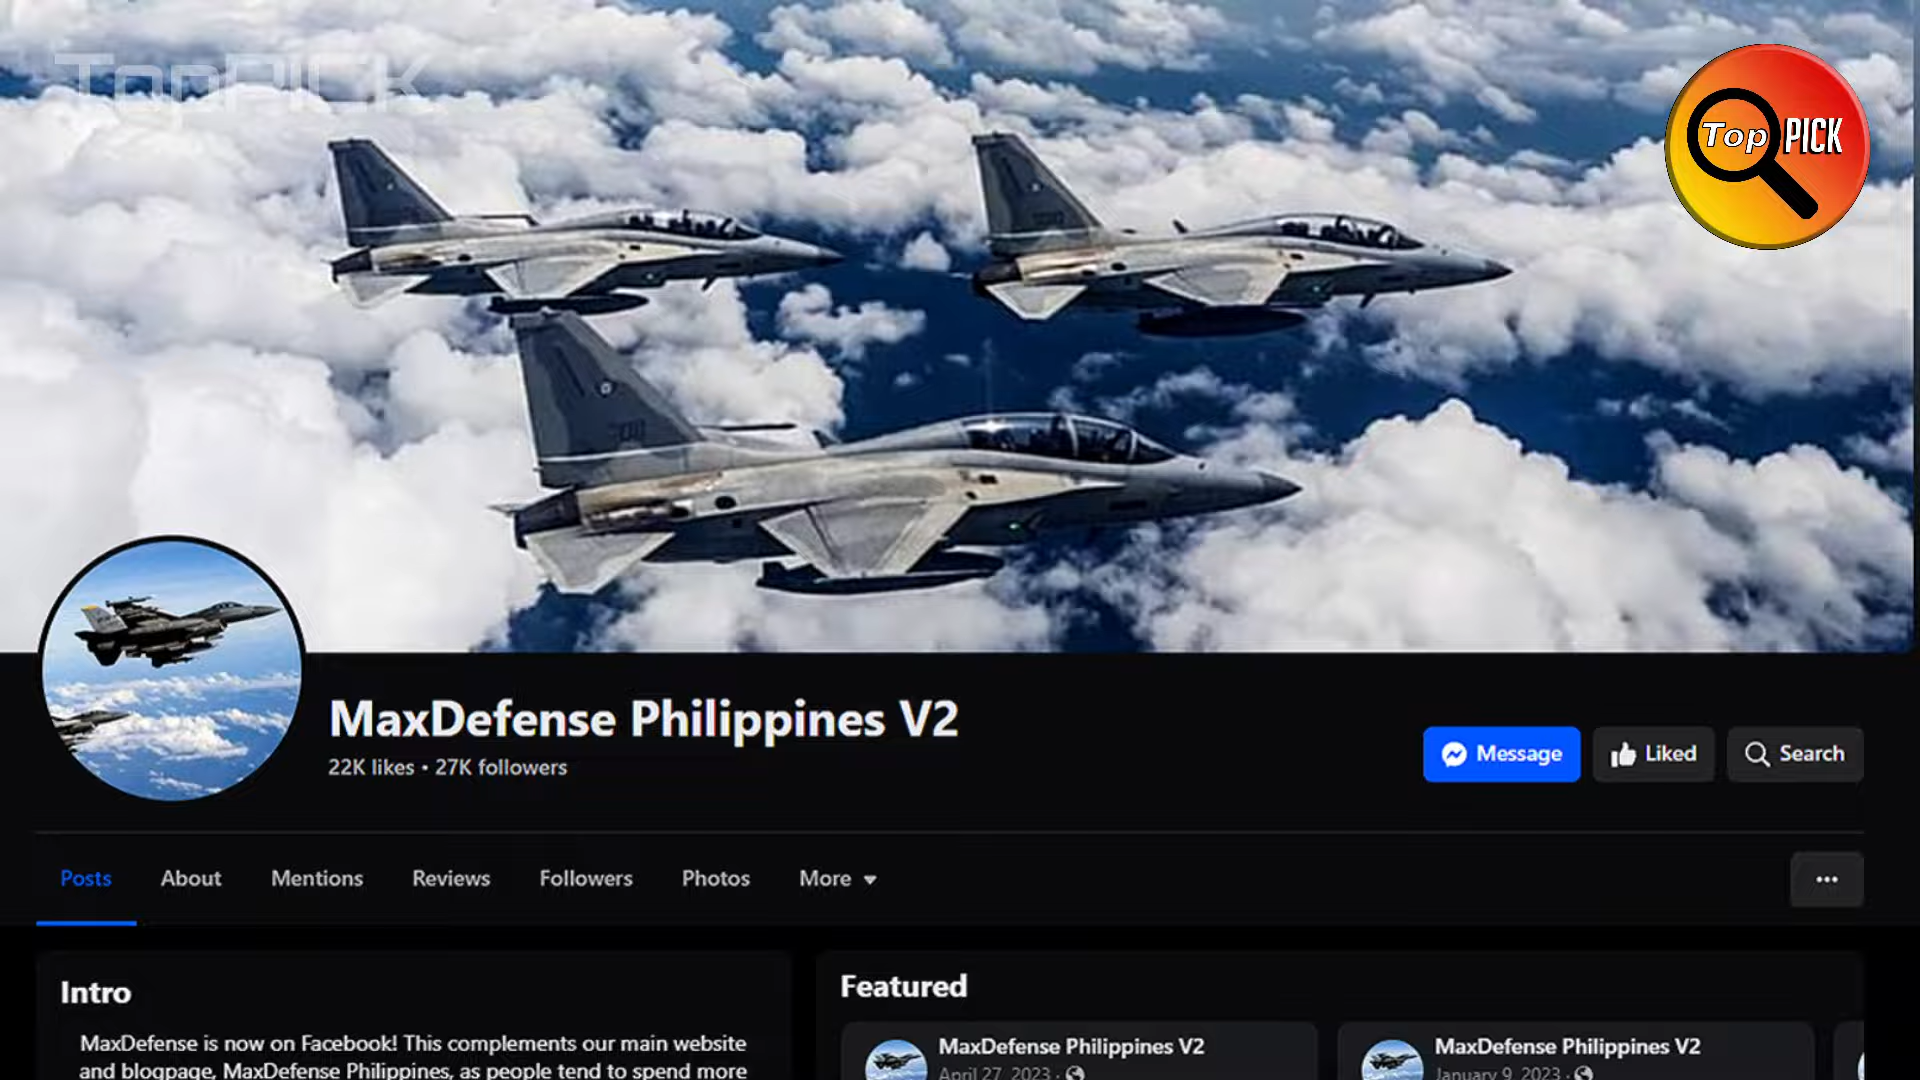 TopPICK
Top PICK
MaxDefense Philippines V2
22K likes • 27K followers
Message
Liked
Search
Posts
About
Mentions
Reviews
Followers
Photos
More
Intro
MaxDefense is now on Facebook! This complements our main website
and blogpage, MaxDefense Philippines, as people tend to spend more
Featured
MaxDefense Philippines V2
April 27, 2023 ·
MaxDefense Philippines V2
January 9, 2023 ·